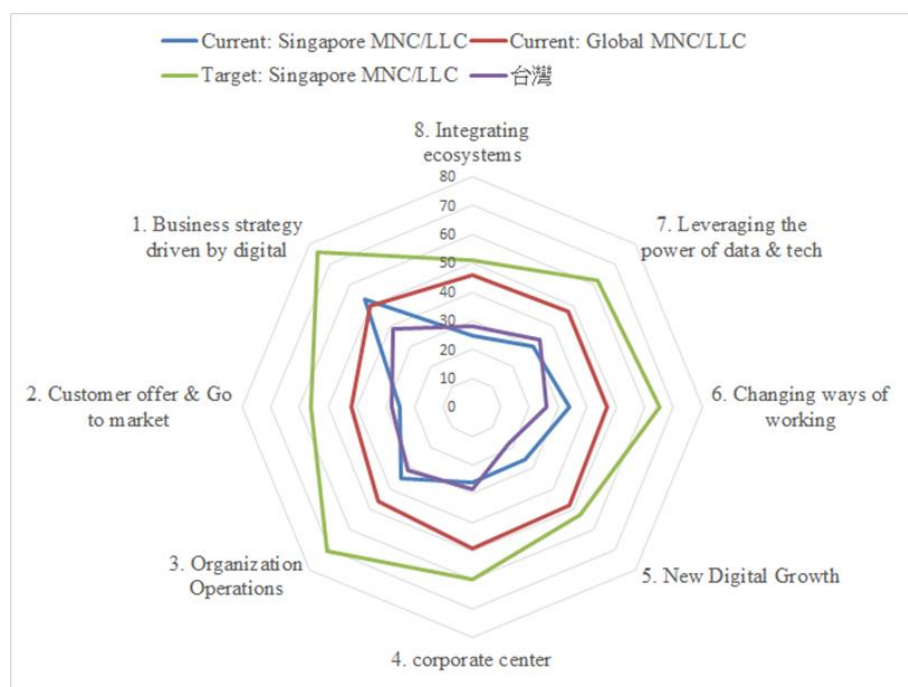 Current: Singapore MNC/LLC
Current: Global MNC/LLC
Target: Singapore MNC/LLC
台灣
8. Integrating
ecosystems
80
70
60
50
40
30
20
10
0
1. Business strategy
driven by digital
7. Leveraging the
power of data & tech
2. Customer offer & Go
to market
6. Changing ways of
working
3. Organization
Operations
5. New Digital Growth
4. corporate center